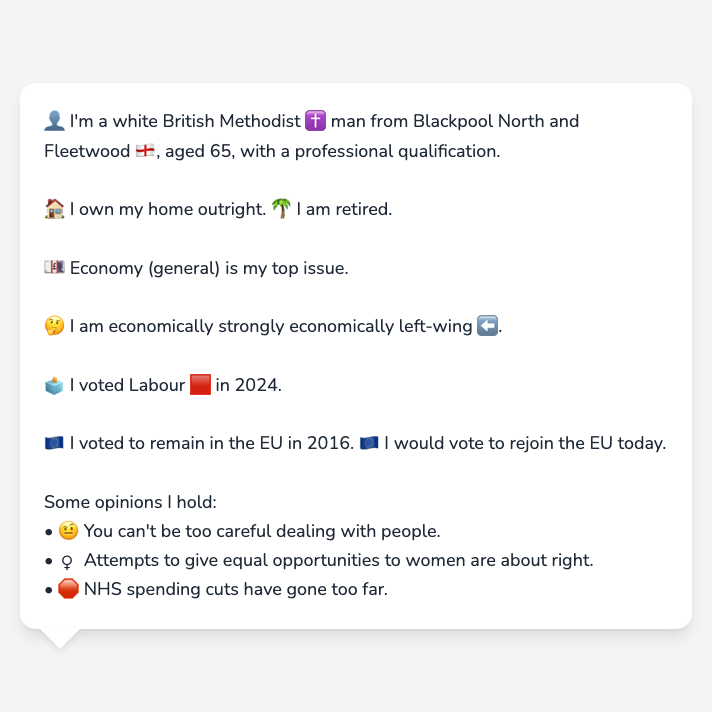 👤 I'm a white British Methodist ✝️ man from Blackpool North and
Fleetwood 🏴󠁧󠁢󠁥󠁮󠁧󠁿, aged 65, with a professional qualification.
🏠 I own my home outright. 🌴 I am retired.
💷 Economy (general) is my top issue.
🤔 I am economically strongly economically left-wing ⬅️.
🗳️ I voted Labour 🟥 in 2024.
🇪🇺 I voted to remain in the EU in 2016. 🇪🇺 I would vote to rejoin the EU today.
Some opinions I hold:
• 🤨 You can't be too careful dealing with people.
• ♀ Attempts to give equal opportunities to women are about right.
• 🛑 NHS spending cuts have gone too far.